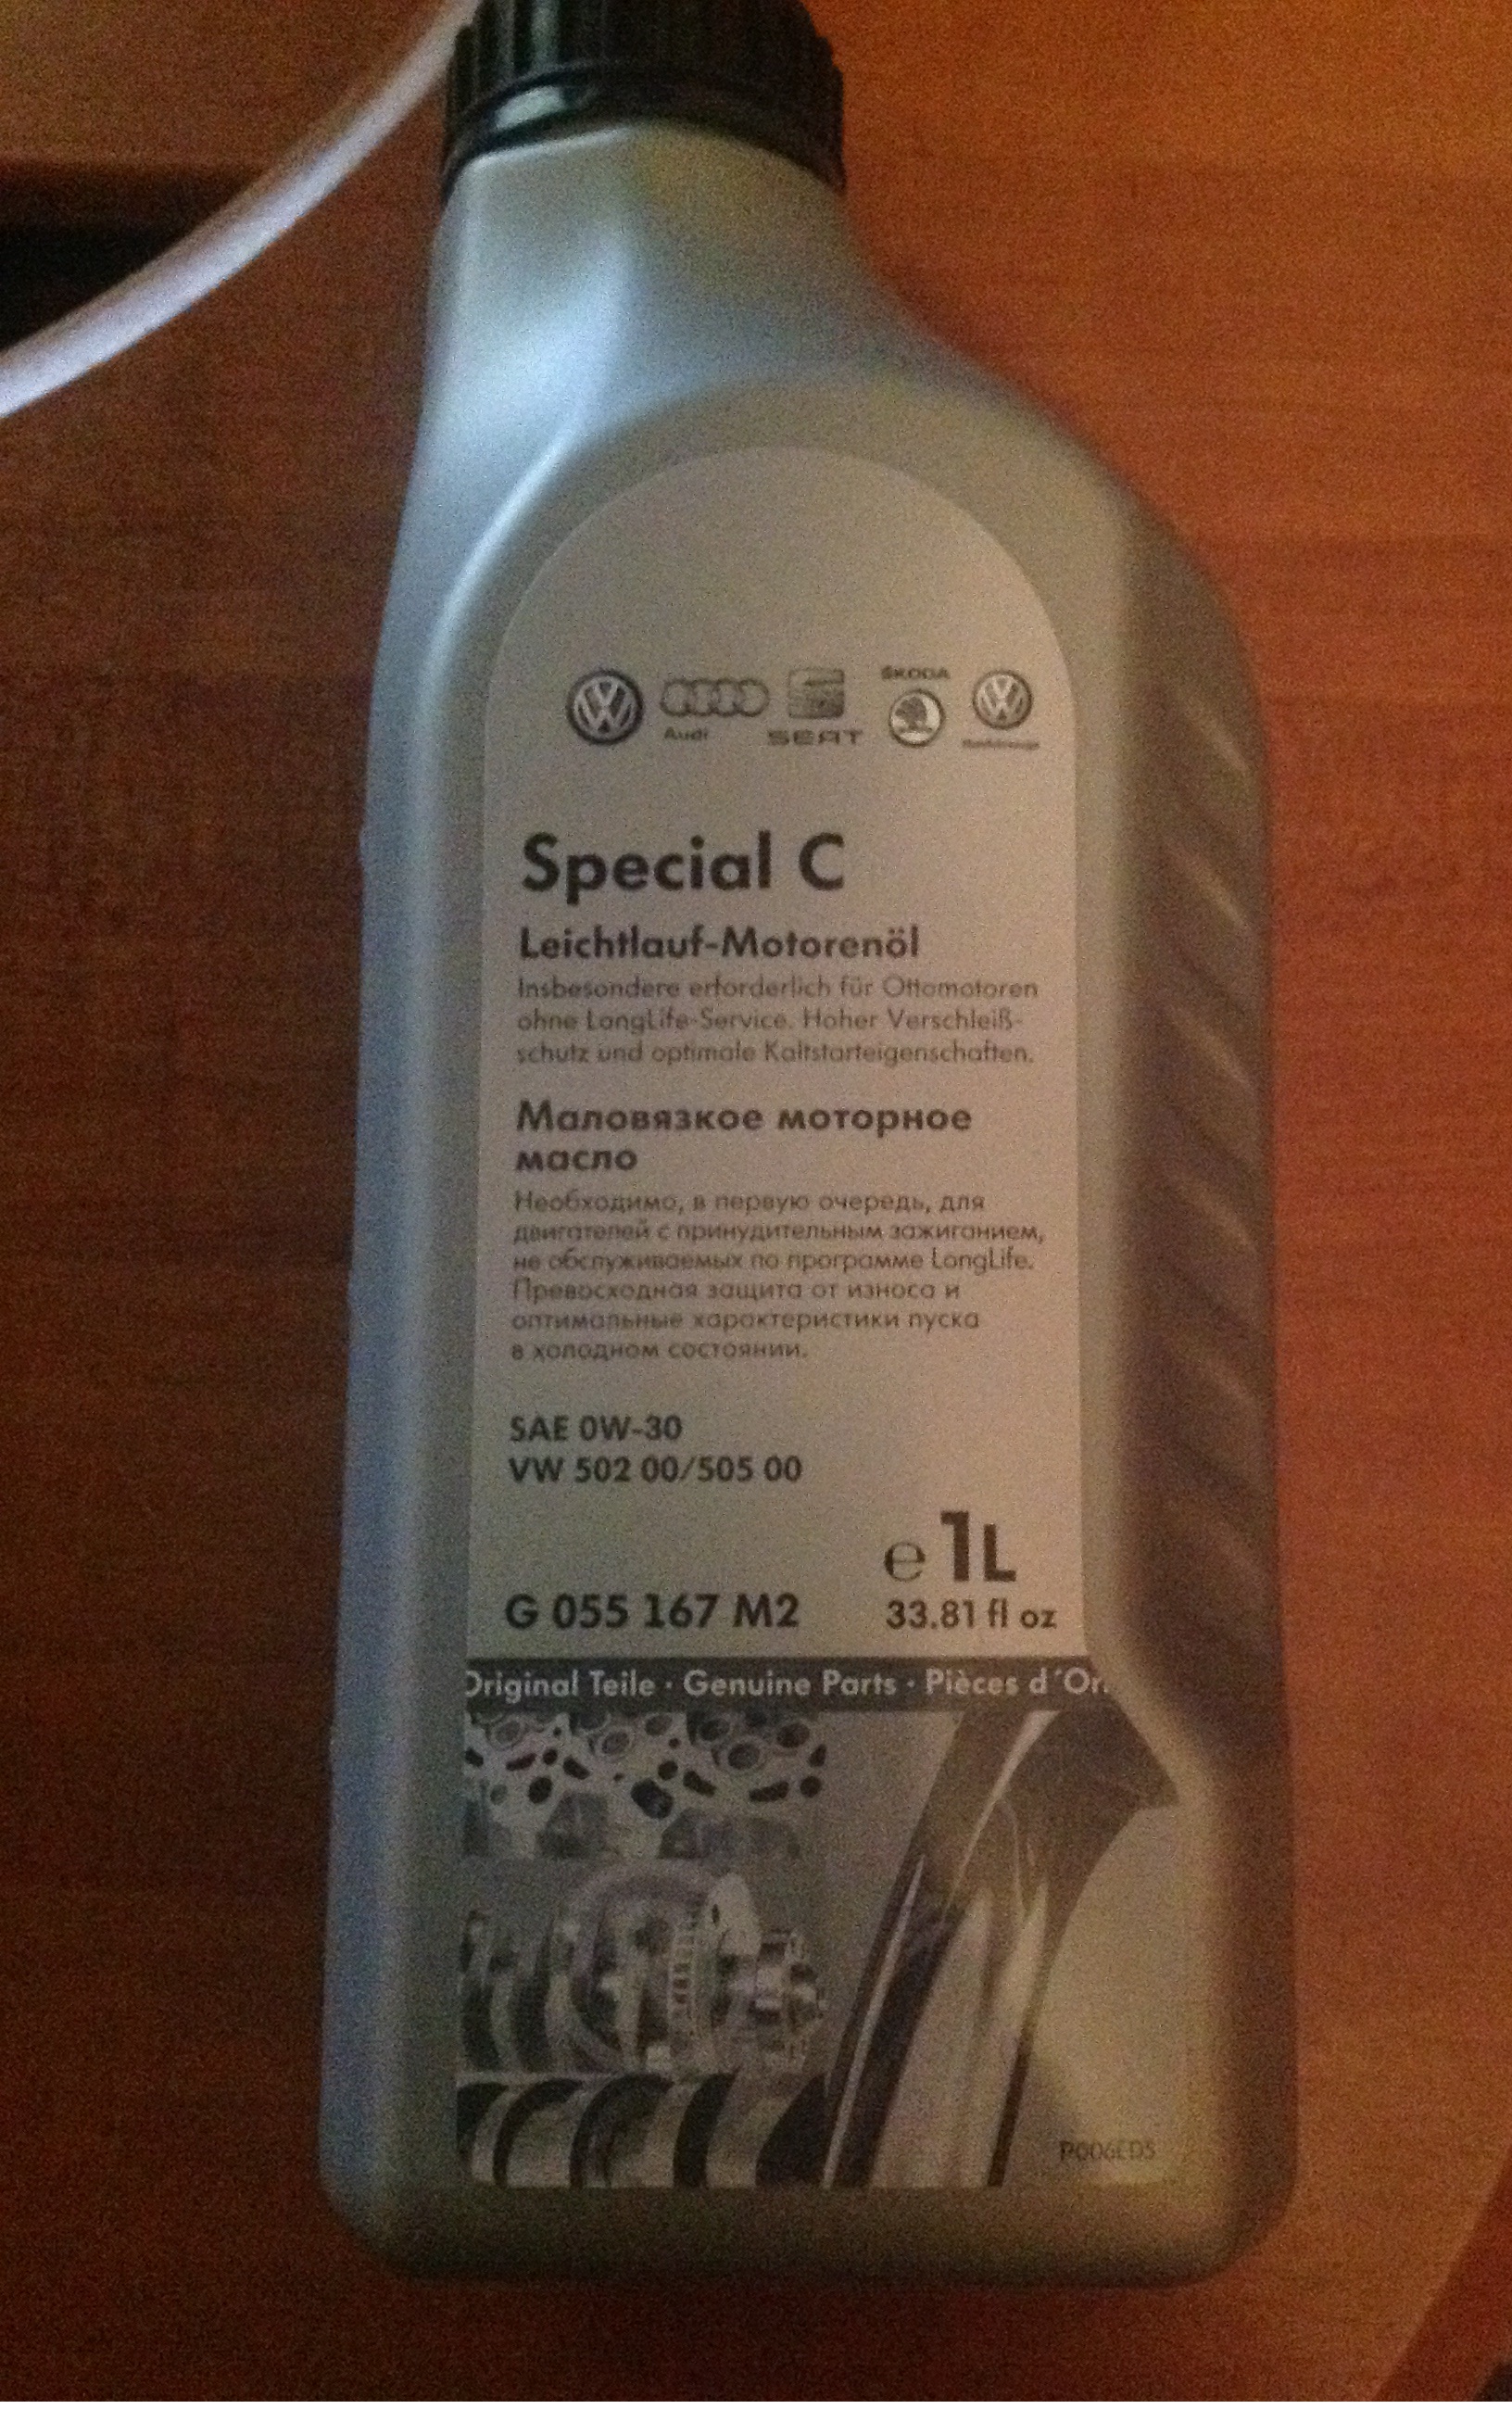 Audi
SEAT
ŠKODA
Special C
Leichtlauf-Motorenöl
Insbesondere erforderlich für Ottomotoren
ohne LongLife-Service. Hoher Verschleiß-
schutz und optimale Kaltstarteigenschaften.
Маловязкое моторное
масло
Необходимо, в первую очередь, для
двигателей с принудительным зажиганием,
не обслуживаемых по программе LongLife.
Превосходная защита от износа и
оптимальные характеристики пуска
в холодном состоянии.
SAE 0W-30
VW 502 00/505 00
e 1L
G 055 167 M2
33.81 fl oz
Original Teile · Genuine Parts · Pièces d´Or